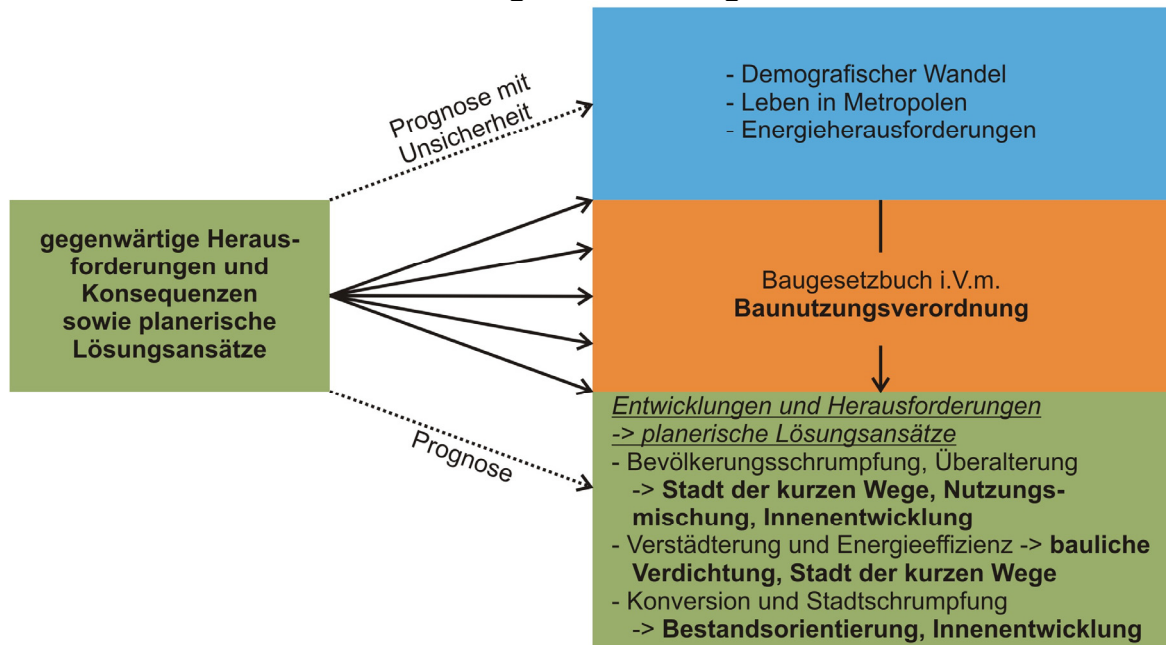 gegenwärtige Heraus-
forderungen und
Konsequenzen
sowie planerische
Lösungsansätze
Prognose mit
Unsicherheit
Prognose
- Demografischer Wandel
- Leben in Metropolen
- Energieherausforderungen
Baugesetzbuch i.V.m.
Baunutzungsverordnung
Entwicklungen und Herausforderungen
-> planerische Lösungsansätze
- Bevölkerungsschrumpfung, Überalterung
-> Stadt der kurzen Wege, Nutzungs-
mischung, Innenentwicklung
- Verstädterung und Energieeffizienz -> bauliche
Verdichtung, Stadt der kurzen Wege
- Konversion und Stadtschrumpfung
-> Bestandsorientierung, Innenentwicklung